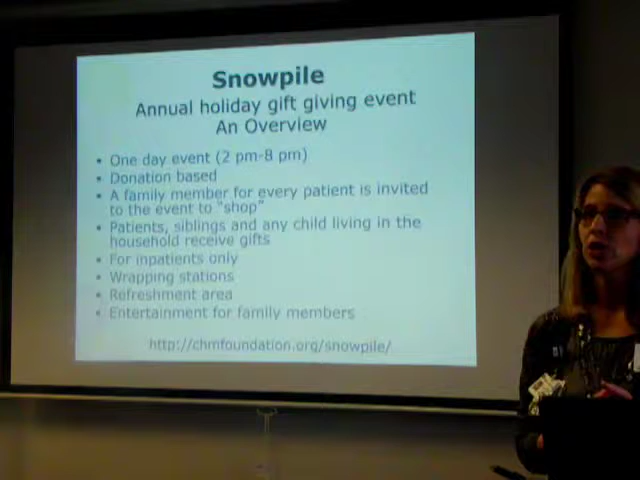 Snowpile
Annual holiday gift giving event
An Overview
• One day event (2 pm-8 pm)
• Donation based
• A family member for every patient is invited
to the event to "shop"
• Patients, siblings and any child living in the
household receive gifts
• For inpatients only
• Wrapping stations
• Refreshment area
• Entertainment for family members
http://chmfoundation.org/snowpile/